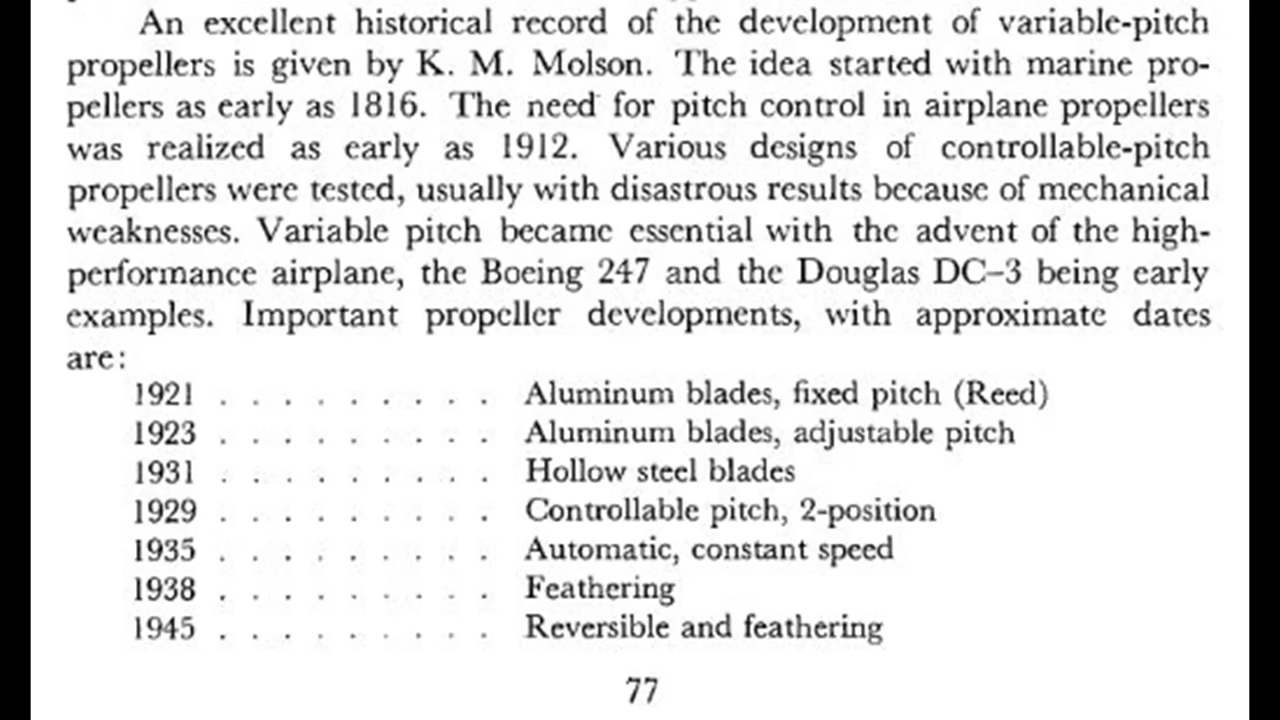 An excellent historical record of the development of variable-pitch
propellers is given by K. M. Molson. The idea started with marine pro-
pellers as early as 1816. The need for pitch control in airplane propellers
was realized as early as 1912. Various designs of controllable-pitch
propellers were tested, usually with disastrous results because of mechanical
weaknesses. Variable pitch became essential with the advent of the high-
performance airplane, the Boeing 247 and the Douglas DC–3 being early
examples. Important propeller developments, with approximate dates
are:
1921 . . . . . . . . . Aluminum blades, fixed pitch (Reed)
1923 . . . . . . . . . Aluminum blades, adjustable pitch
1931 . . . . . . . . . Hollow steel blades
1929 . . . . . . . . . Controllable pitch, 2-position
1935 . . . . . . . . . Automatic, constant speed
1938 . . . . . . . . . Feathering
1945 . . . . . . . . . Reversible and feathering
77